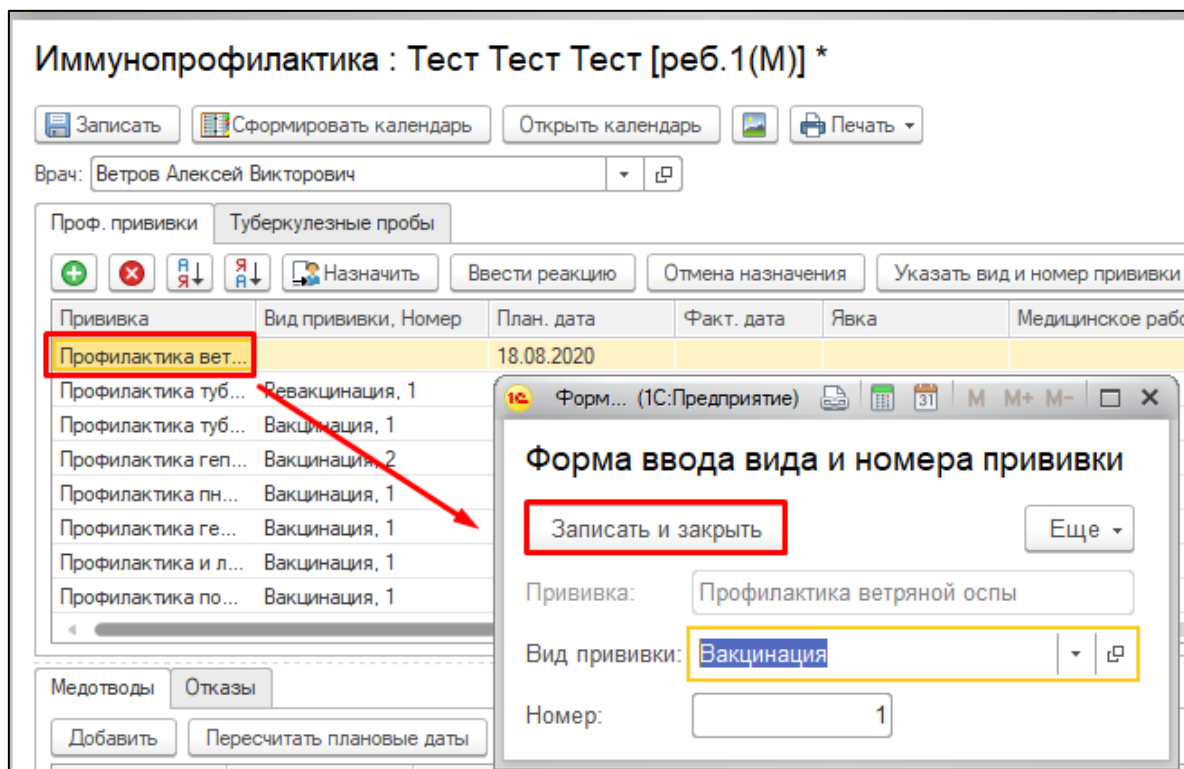 Иммунопрофилактика : Тест Тест Тест [реб.1(М)] *
Записать Сформировать календарь Открыть календарь Печать
Врач: Ветров Алексей Викторович
Проф. прививки Туберкулезные пробы
Назначить Ввести реакцию Отмена назначения Указать вид и номер прививки
Прививка Вид прививки, Номер План. дата Факт. дата Явка Медицинское рабо
Профилактика вет... 18.08.2020
Профилактика туб... Ревакцинация, 1
Профилактика туб... Вакцинация, 1
Профилактика геп... Вакцинация, 2
Профилактика пн... Вакцинация, 1
Профилактика ге... Вакцинация, 1
Профилактика и л... Вакцинация, 1
Профилактика по... Вакцинация, 1
Медотводы Отказы
Добавить Пересчитать плановые даты
1С Форм... (1С:Предприятие) 31 M M+ M-
Форма ввода вида и номера прививки
Записать и закрыть Еще
Прививка: Профилактика ветряной оспы
Вид прививки: Вакцинация
Номер: 1